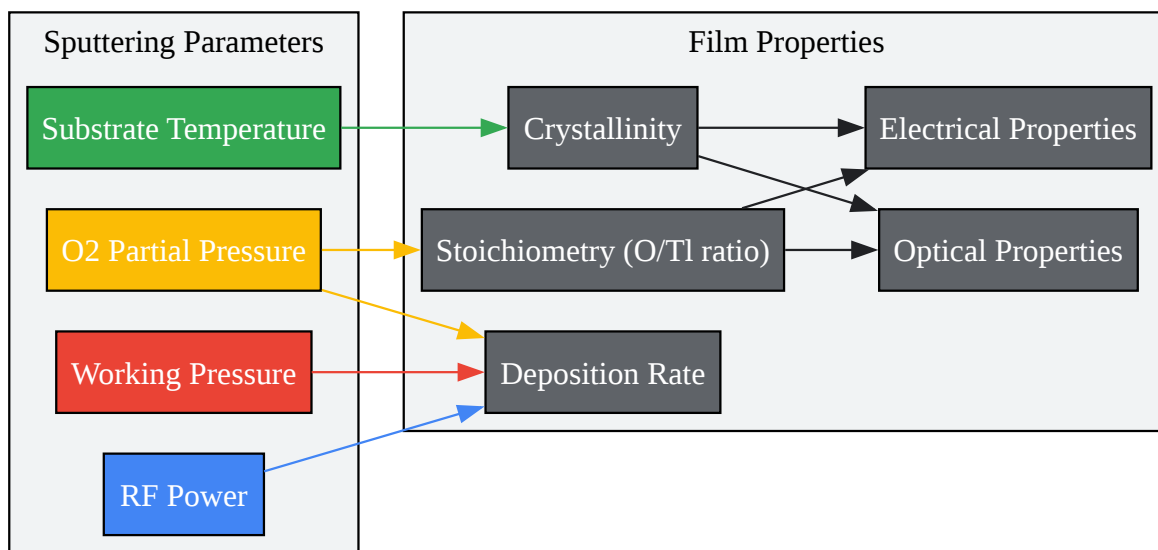 Sputtering Parameters
Film Properties
Substrate Temperature
Crystallinity
Electrical Properties
O2 Partial Pressure
Stoichiometry (O/Tl ratio)
Optical Properties
Working Pressure
Deposition Rate
RF Power